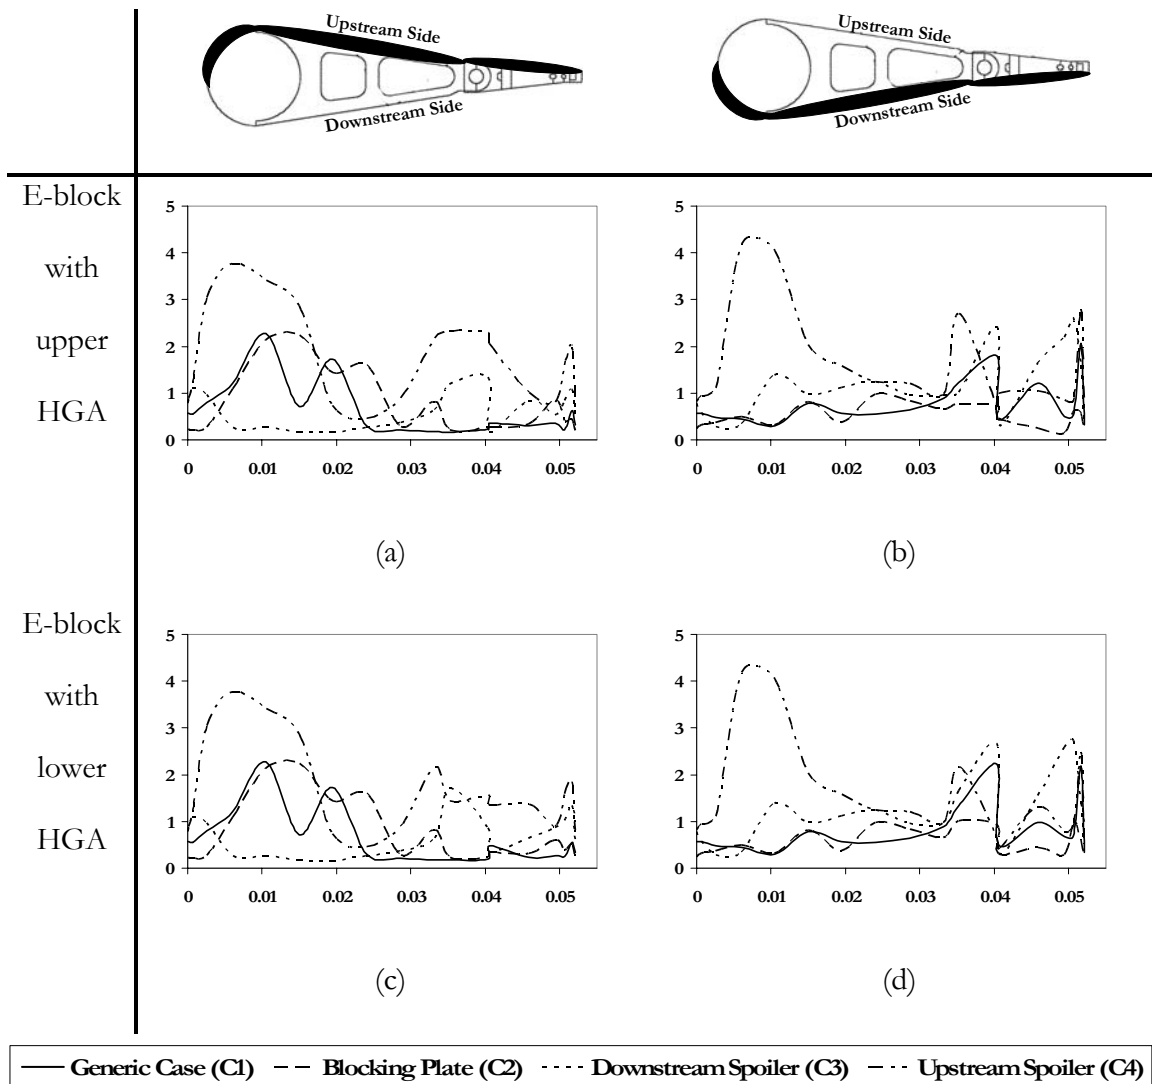 Upstream Side
Downstream Side
Upstream Side
Downstream Side
E-block
with
upper
HGA
5
4
3
2
1
0
0 0.01 0.02 0.03 0.04 0.05
(a)
5
4
3
2
1
0
0 0.01 0.02 0.03 0.04 0.05
(b)
E-block
with
lower
HGA
5
4
3
2
1
0
0 0.01 0.02 0.03 0.04 0.05
(c)
5
4
3
2
1
0
0 0.01 0.02 0.03 0.04 0.05
(d)
Generic Case (C1) Blocking Plate (C2) Downstream Spoiler (C3) Upstream Spoiler (C4)